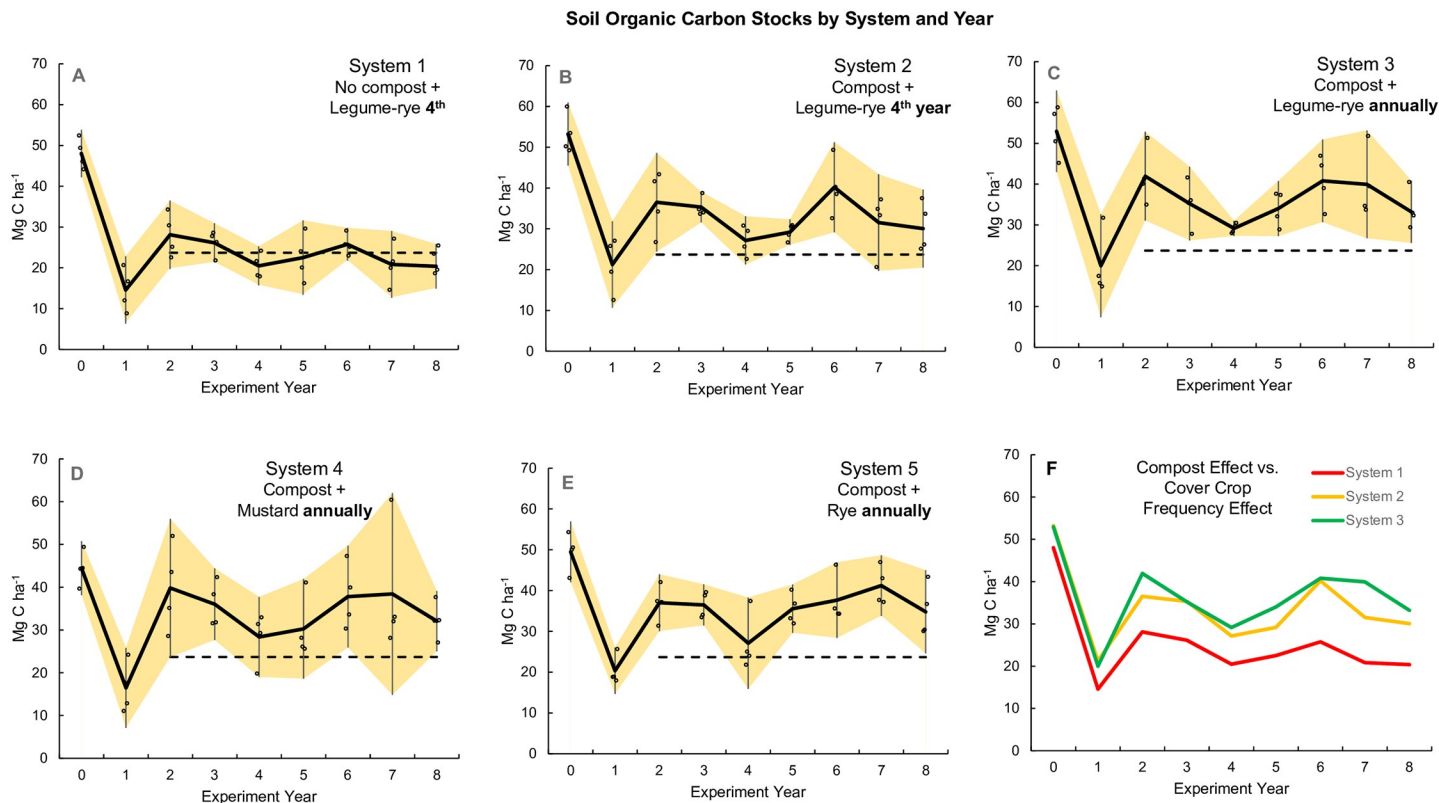 Soil Organic Carbon Stocks by System and Year
A
System 1
No compost +
Legume-rye 4th
Mg C ha-1
70
60
50
40
30
20
10
0
0 1 2 3 4 5 6 7 8
Experiment Year
B
System 2
Compost +
Legume-rye 4th year
Mg C ha-1
70
60
50
40
30
20
10
0
0 1 2 3 4 5 6 7 8
Experiment Year
C
System 3
Compost +
Legume-rye annually
Mg C ha-1
70
60
50
40
30
20
10
0
0 1 2 3 4 5 6 7 8
Experiment Year
D
System 4
Compost +
Mustard annually
Mg C ha-1
70
60
50
40
30
20
10
0
0 1 2 3 4 5 6 7 8
Experiment Year
E
System 5
Compost +
Rye annually
Mg C ha-1
70
60
50
40
30
20
10
0
0 1 2 3 4 5 6 7 8
Experiment Year
F
Compost Effect vs.
Cover Crop
Frequency Effect
System 1
System 2
System 3
Mg C ha-1
70
60
50
40
30
20
10
0
0 1 2 3 4 5 6 7 8
Experiment Year